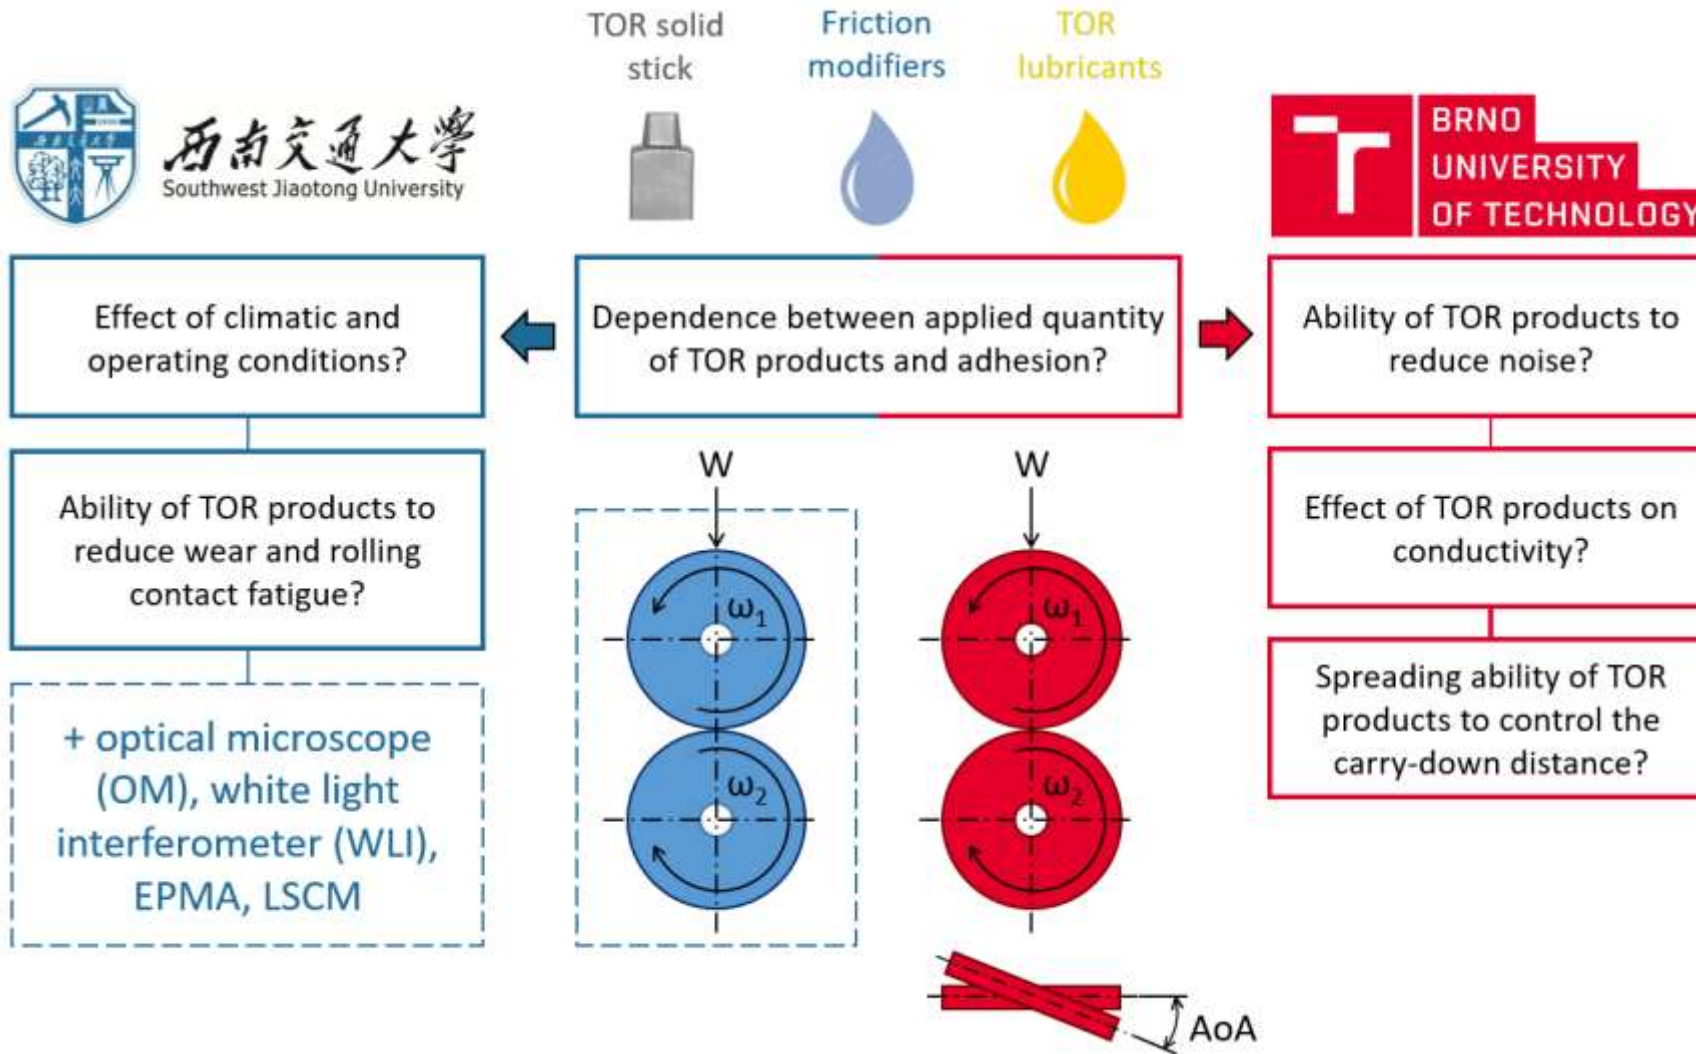 TOR solid
stick
Friction
modifiers
TOR
lubricants
西南交通大學
Southwest Jiaotong University
BRNO
UNIVERSITY
OF TECHNOLOGY
Effect of climatic and
operating conditions?
Dependence between applied quantity
of TOR products and adhesion?
Ability of TOR products to
reduce noise?
Ability of TOR products to
reduce wear and rolling
contact fatigue?
Effect of TOR products on
conductivity?
Spreading ability of TOR
products to control the
carry-down distance?
+ optical microscope
(OM), white light
interferometer (WLI),
EPMA, LSCM
W
ω1
ω2
W
ω1
ω2
AoA